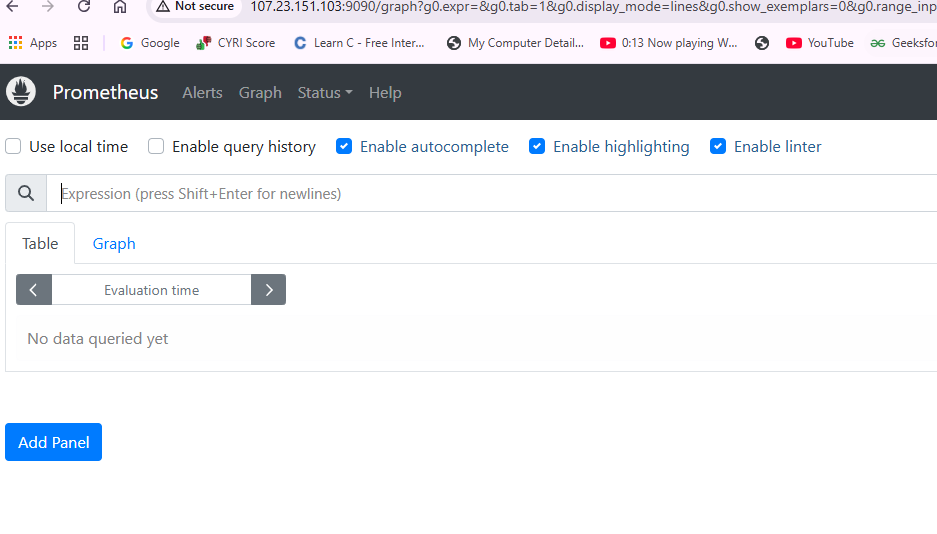 Not secure 107.23.151.103:9090/graph?g0.expr=&g0.tab=1&g0.display_mode=lines&g0.show_exemplars=0&g0.range_inp
Apps Google CYRI Score Learn C - Free Inter... My Computer Detail... 0:13 Now playing W... YouTube Geeksfor
Prometheus Alerts Graph Status Help
Use local time Enable query history Enable autocomplete Enable highlighting Enable linter
Expression (press Shift+Enter for newlines)
Table Graph
Evaluation time
No data queried yet
Add Panel